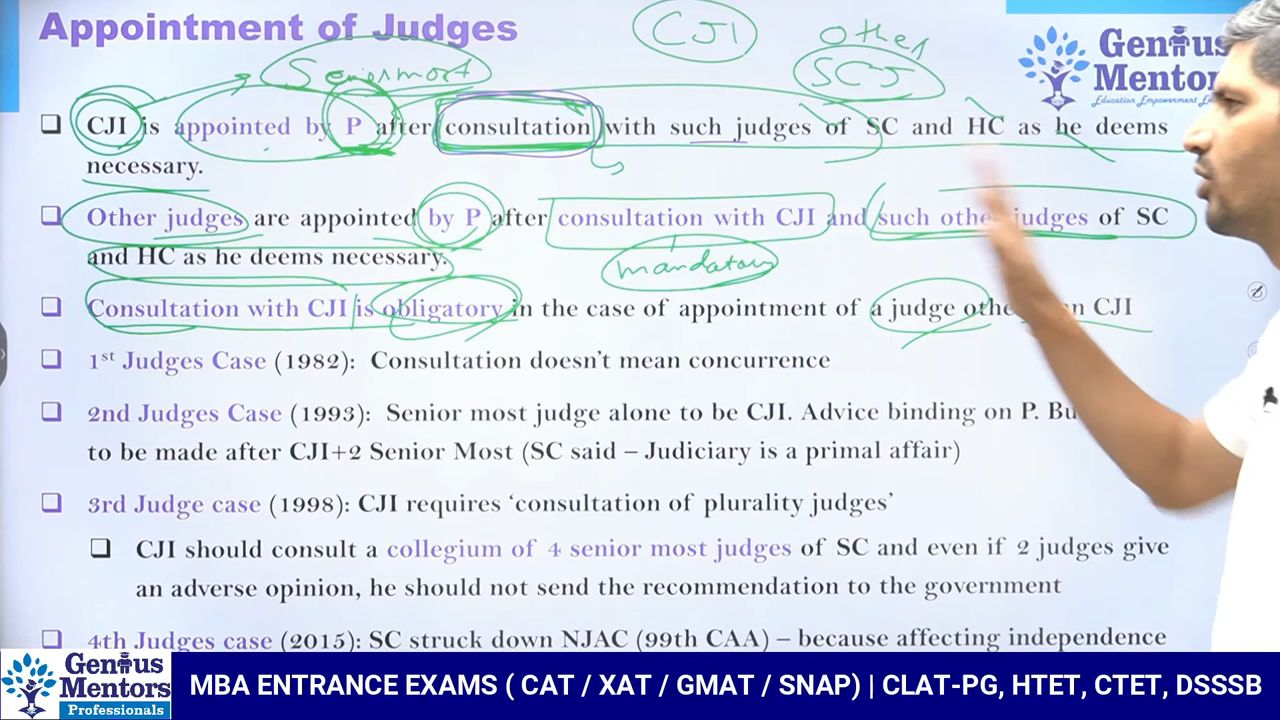 Appointment of Judges
CJI
other
SCJ
Seniormost
Genius
Mentor
Education Empowerment
CJI is appointed by P after consultation with such judges of SC and HC as he deems
necessary.
Other judges are appointed by P after consultation with CJI and such othe judges of SC
and HC as he deems necessary.
mandatory
Consultation with CJI is obligatory in the case of appointment of a judge othe n CJI
1st Judges Case (1982): Consultation doesn't mean concurrence
2nd Judges Case (1993): Senior most judge alone to be CJI. Advice binding on P. Bu
to be made after CJI+2 Senior Most (SC said – Judiciary is a primal affair)
3rd Judge case (1998): CJI requires 'consultation of plurality judges'
CJI should consult a collegium of 4 senior most judges of SC and even if 2 judges give
an adverse opinion, he should not send the recommendation to the government
4th Judges case (2015): SC struck down NJAC (99th CAA) – because affecting independence
Genius
Mentors
Professionals
MBA ENTRANCE EXAMS ( CAT / XAT / GMAT / SNAP) | CLAT-PG, HTET, CTET, DSSSB